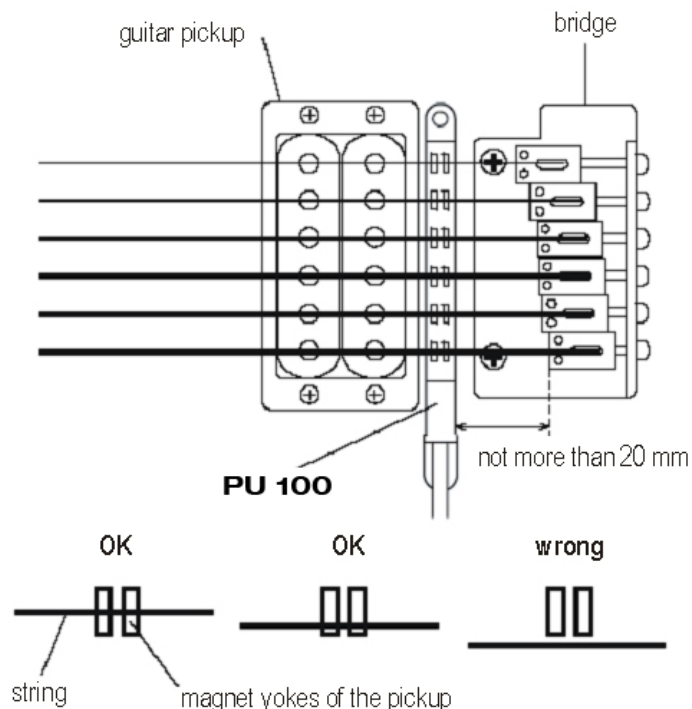 guitar pickup
bridge
not more than 20 mm
PU 100
OK
OK
wrong
string
magnet yokes of the pickup